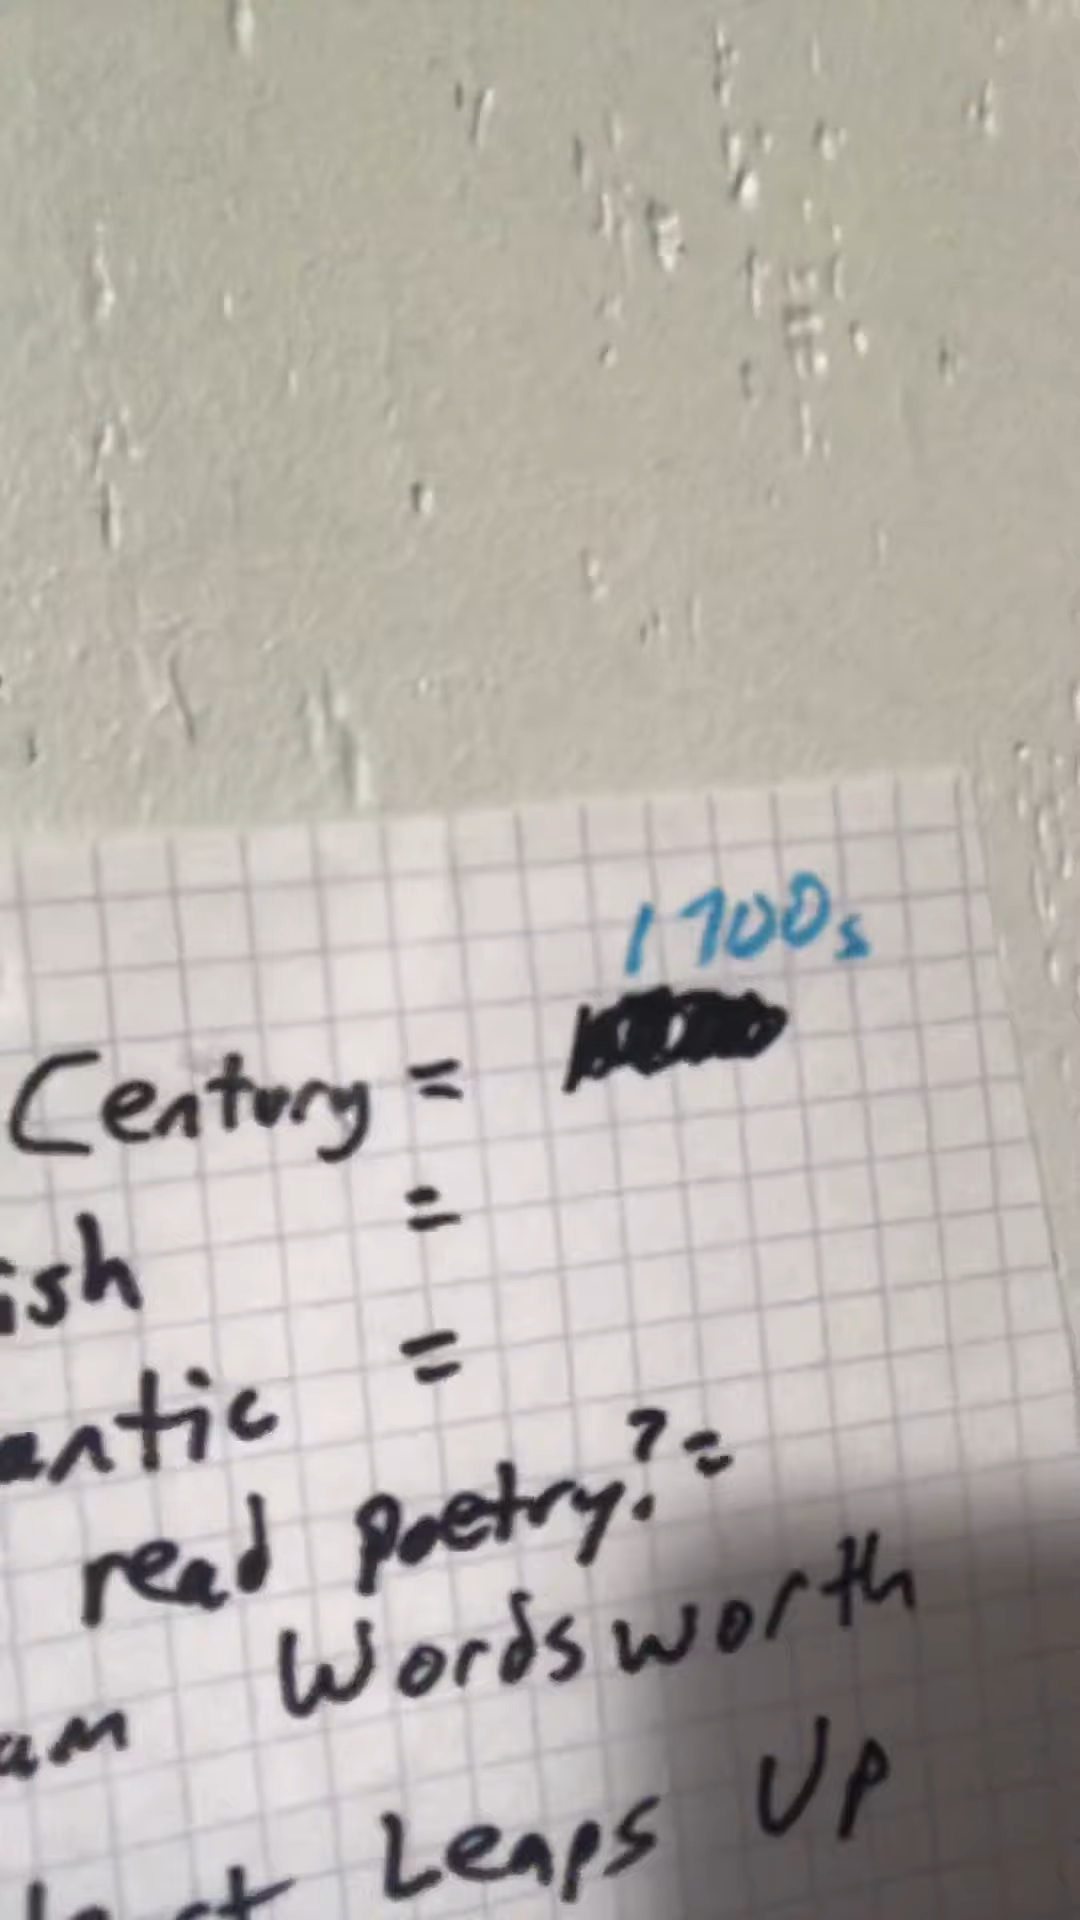 1700s
Century =
ish =
antic =
read poetry? =
am Wordsworth
Leaps Up